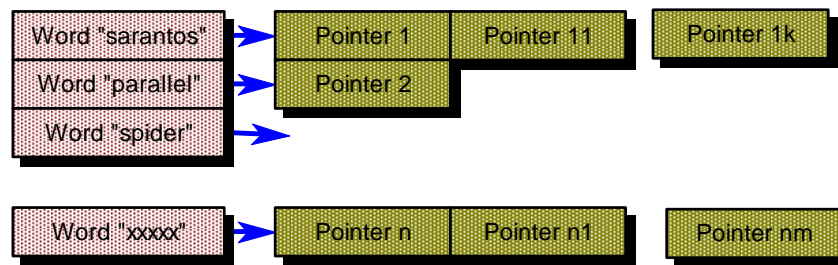 Word "sarantos" Pointer 1 Pointer 11 Pointer 1k
Word "parallel" Pointer 2
Word "spider"
Word "xxxxx" Pointer n Pointer n1 Pointer nm